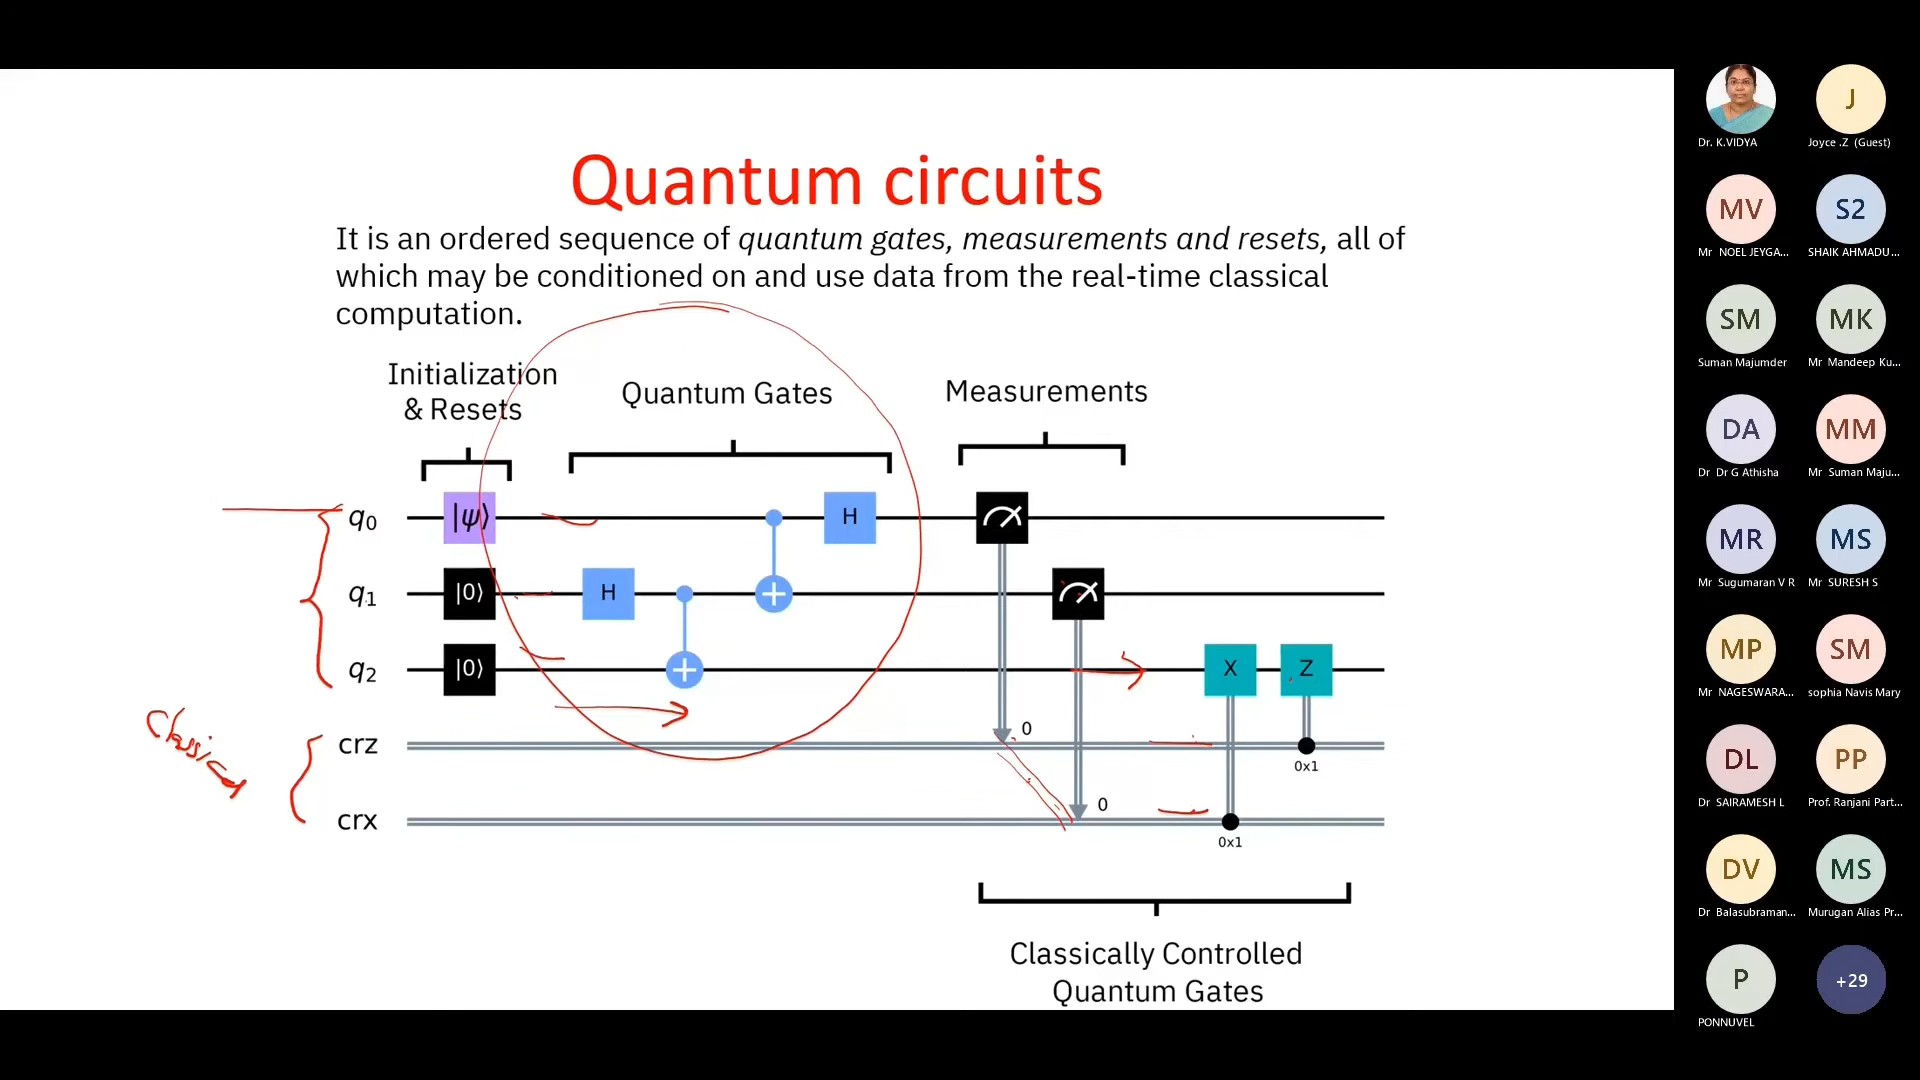 Quantum circuits
It is an ordered sequence of quantum gates, measurements and resets, all of
which may be conditioned on and use data from the real-time classical
computation.
Initialization
& Resets
Quantum Gates
Measurements
q0
|ψ⟩
H
q1
|0⟩
H
q2
|0⟩
X
Z
Classical
crz
0
0x1
crx
0
0x1
Classically Controlled
Quantum Gates
Dr. K.VIDYA
J
Joyce .Z (Guest)
MV
Mr NOEL JEYGA...
S2
SHAIK AHMADU...
SM
Suman Majumder
MK
Mr Mandeep Ku...
DA
Dr Dr G Athisha
MM
Mr Suman Maju...
MR
Mr Sugumaran V R
MS
Mr SURESH S
MP
Mr NAGESWARA...
SM
sophia Navis Mary
DL
Dr SAIRAMESH L
PP
Prof. Ranjani Part...
DV
Dr Balasubraman...
MS
Murugan Alias Pr...
P
PONNUVEL
+29